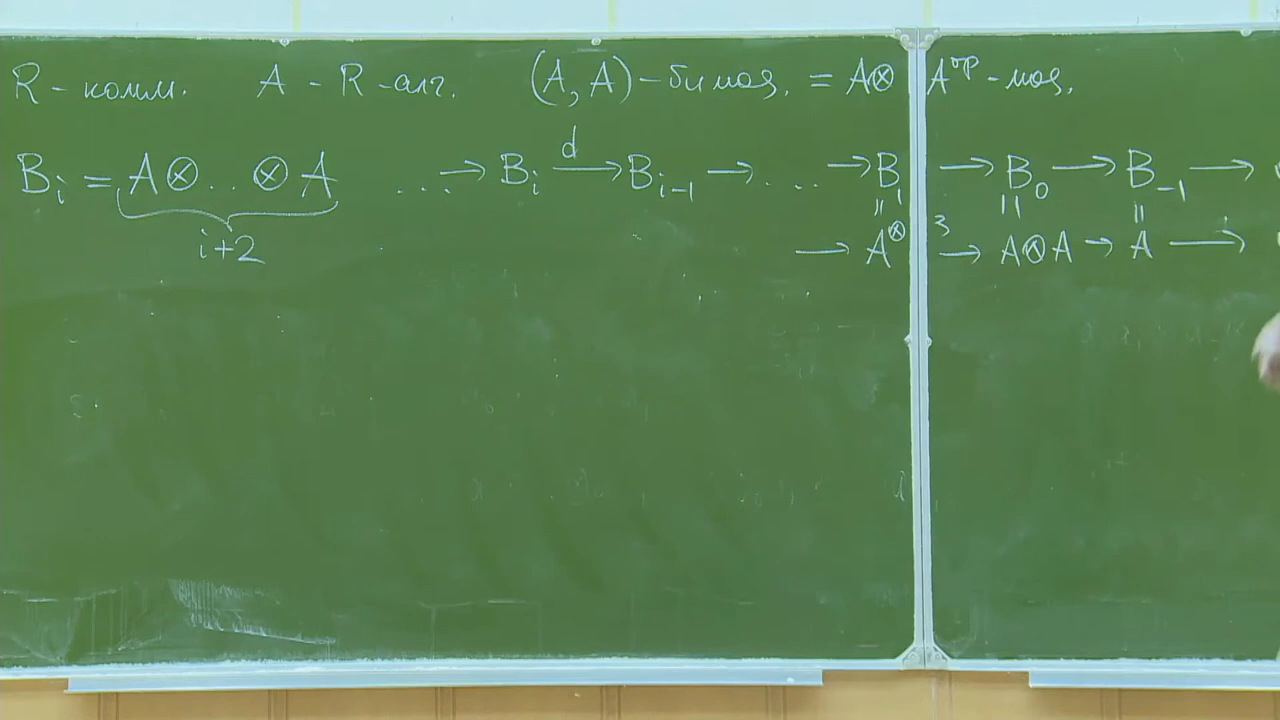 R - комм. A - R-алг. (A, A) - бимод. = A⊗A^op - мод.
B_i = A⊗..⊗A ... → B_i →^d B_{i-1} → ... → B_1 → B_0 → B_{-1} →
i+2 || || ||
→ A^{⊗3} → A⊗A → A →